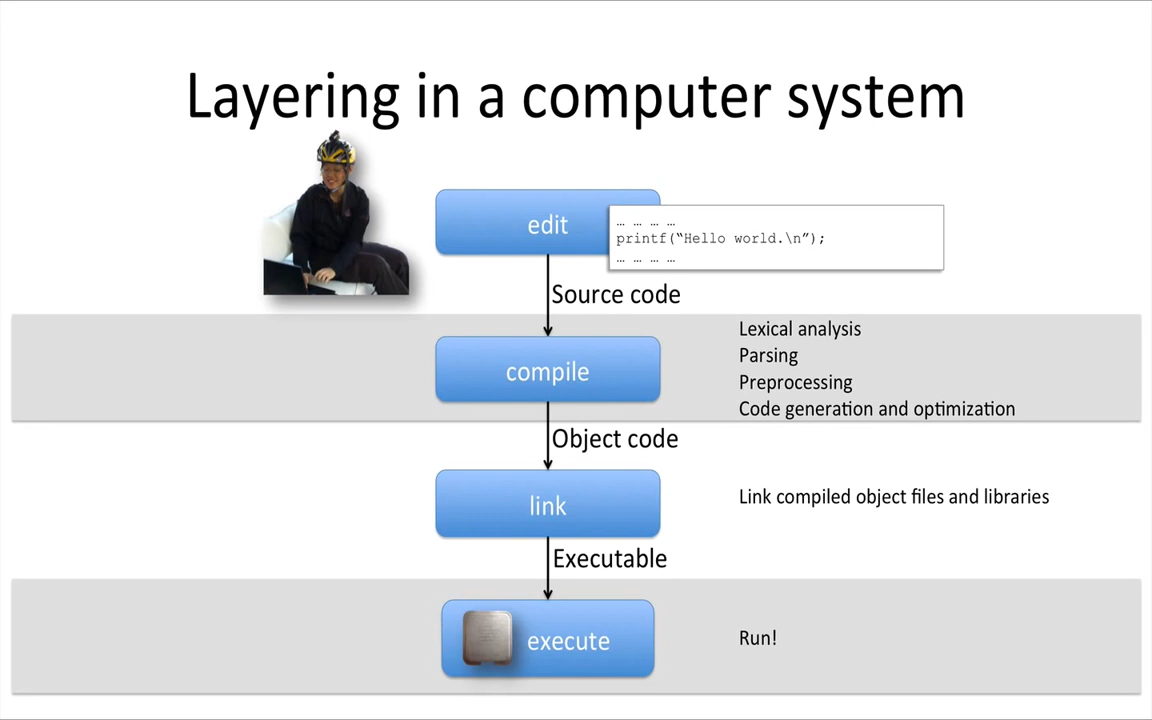 Layering in a computer system
edit
… … … …
printf(“Hello world.\n”);
… … … …
Source code
compile
Lexical analysis
Parsing
Preprocessing
Code generation and optimization
Object code
link
Link compiled object files and libraries
Executable
execute
Run!